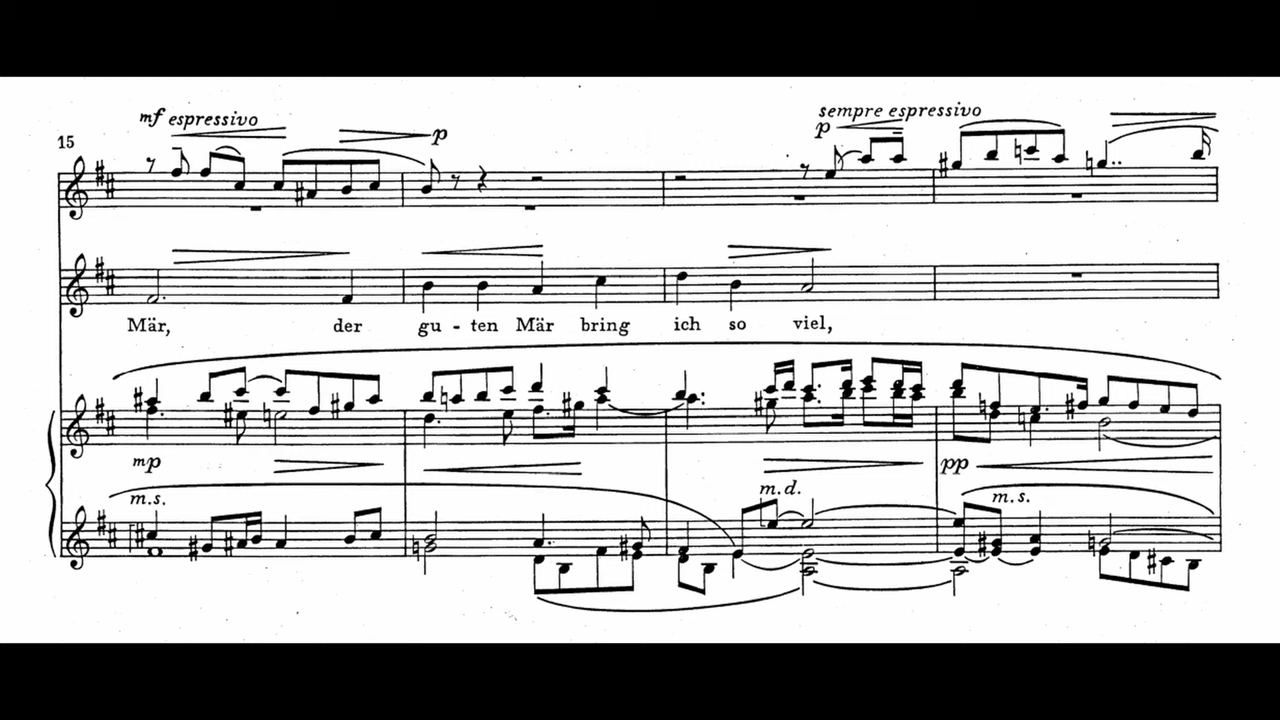 mf espressivo
sempre espressivo
15
p
p
Mär, der gu - ten Mär bring ich so viel,
mp
pp
m.s.
m.d.
m.s.